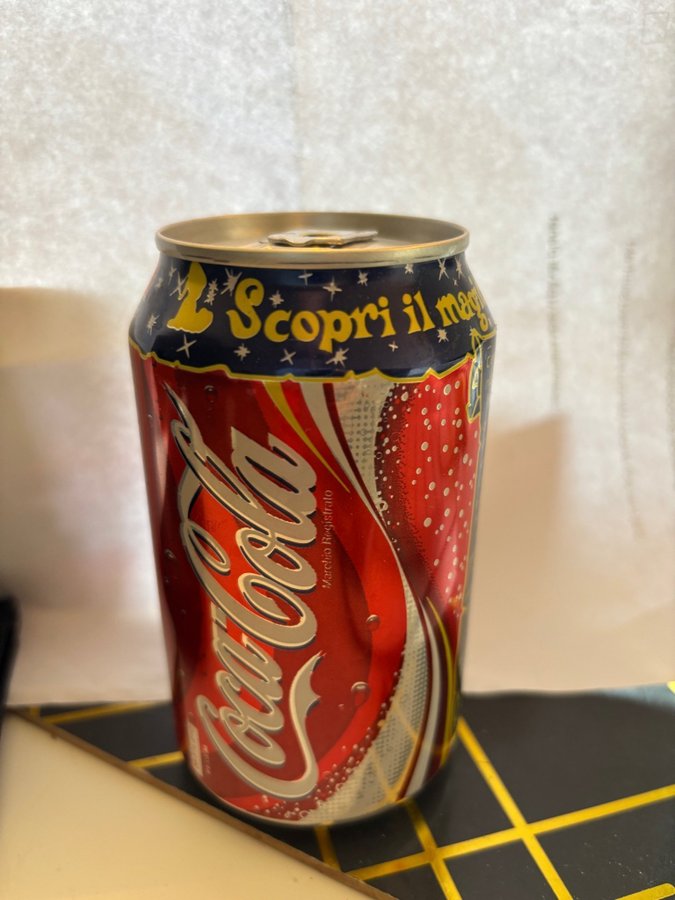 Scopri il mag
Coca-Cola
Marchio Registrato